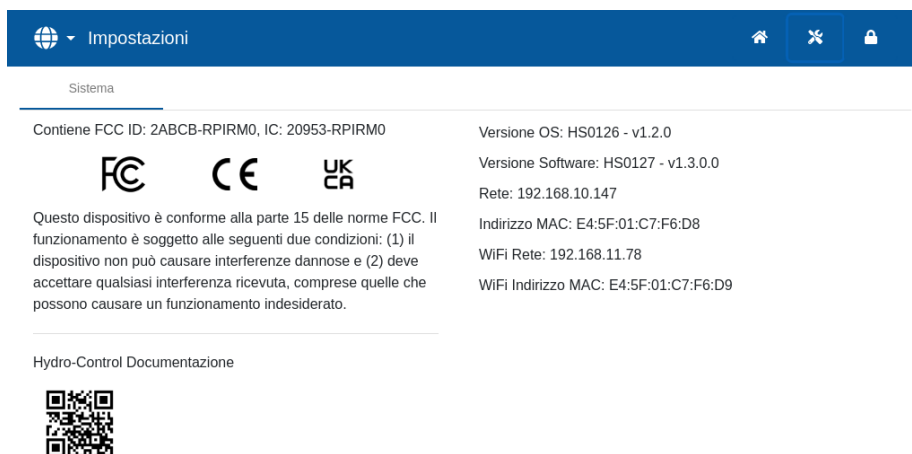 Impostazioni
Sistema
Contiene FCC ID: 2ABCB-RPIRM0, IC: 20953-RPIRM0
FC CE UK
CA
Questo dispositivo è conforme alla parte 15 delle norme FCC. Il
funzionamento è soggetto alle seguenti due condizioni: (1) il
dispositivo non può causare interferenze dannose e (2) deve
accettare qualsiasi interferenza ricevuta, comprese quelle che
possono causare un funzionamento indesiderato.
Hydro-Control Documentazione
Versione OS: HS0126 - v1.2.0
Versione Software: HS0127 - v1.3.0.0
Rete: 192.168.10.147
Indirizzo MAC: E4:5F:01:C7:F6:D8
WiFi Rete: 192.168.11.78
WiFi Indirizzo MAC: E4:5F:01:C7:F6:D9